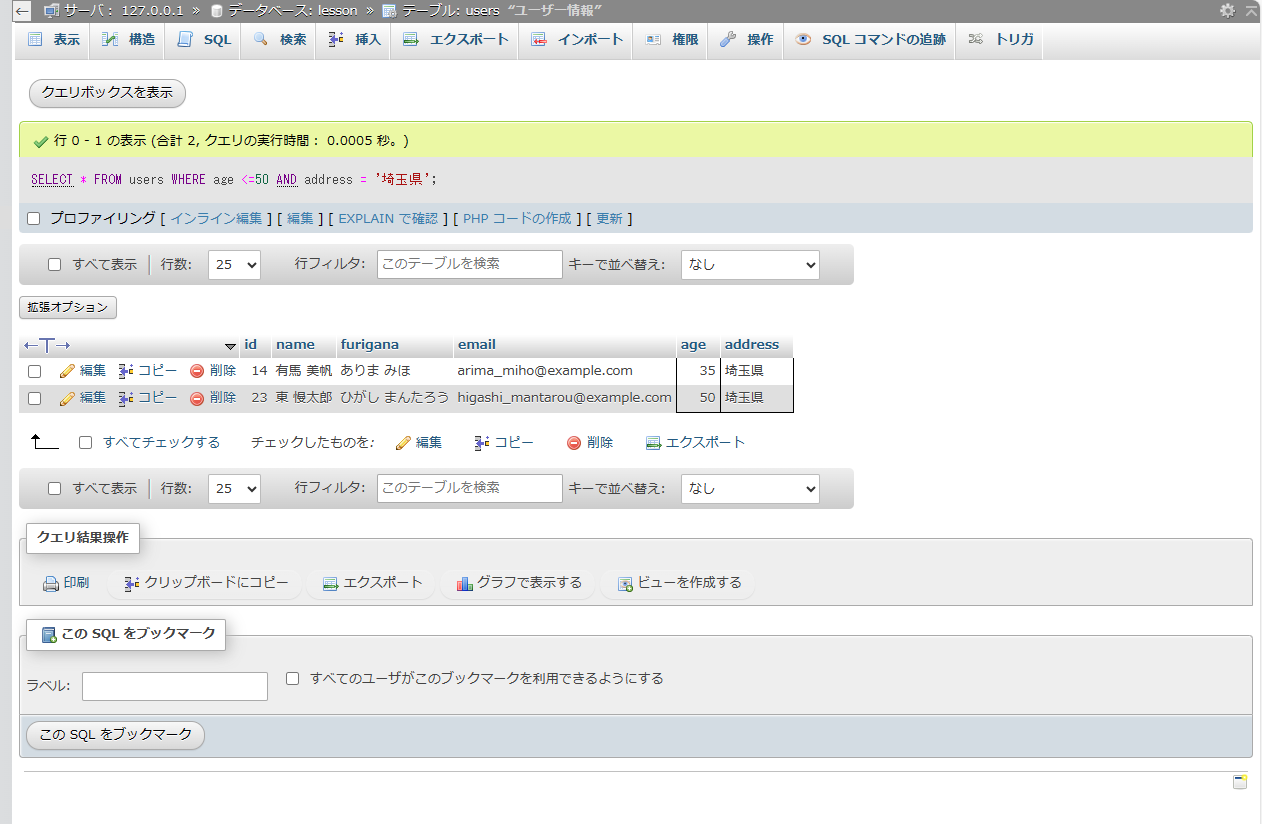 サーバ: 127.0.0.1 » データベース: lesson » テーブル: users “ユーザー情報”
表示 構造 SQL 検索 挿入 エクスポート インポート 権限 操作 SQL コマンドの追跡 トリガ
クエリボックスを表示
行 0 - 1 の表示 (合計 2, クエリの実行時間: 0.0005 秒。)
SELECT * FROM users WHERE age <=50 AND address = '埼玉県';
プロファイリング [ インライン編集 ] [ 編集 ] [ EXPLAIN で確認 ] [ PHP コードの作成 ] [ 更新 ]
すべて表示 行数: 25 行フィルタ: このテーブルを検索 キーで並べ替え: なし
拡張オプション
←T→ id name furigana email age address
編集 コピー 削除 14 有馬 美帆 ありま みほ arima_miho@example.com 35 埼玉県
編集 コピー 削除 23 東 慢太郎 ひがし まんたろう higashi_mantarou@example.com 50 埼玉県
すべてチェックする チェックしたものを: 編集 コピー 削除 エクスポート
すべて表示 行数: 25 行フィルタ: このテーブルを検索 キーで並べ替え: なし
クエリ結果操作
印刷 クリップボードにコピー エクスポート グラフで表示する ビューを作成する
この SQL をブックマーク
ラベル: すべてのユーザがこのブックマークを利用できるようにする
この SQL をブックマーク